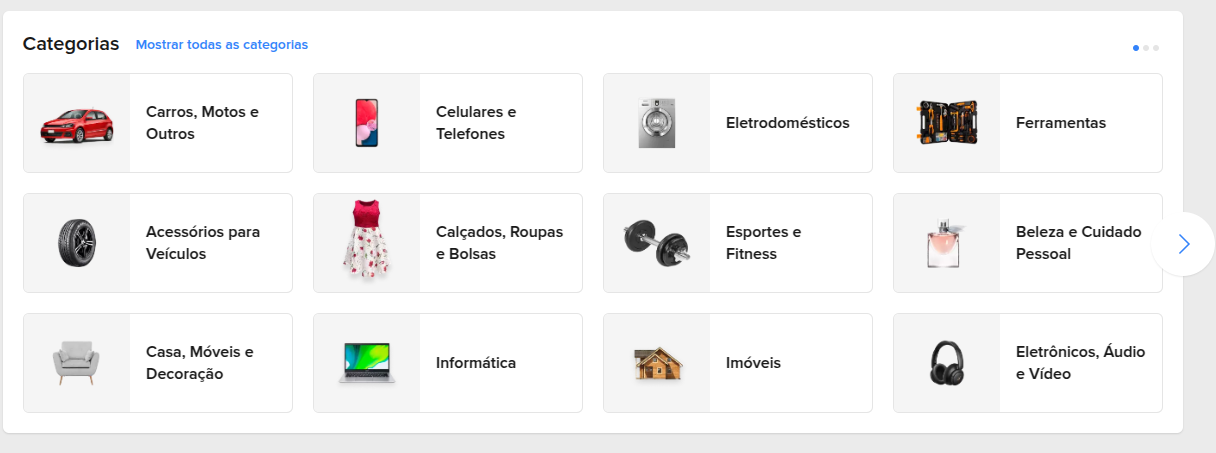 Categorias Mostrar todas as categorias
Carros, Motos e
Outros
Celulares e
Telefones
Eletrodomésticos
Ferramentas
Acessórios para
Veículos
Calçados, Roupas
e Bolsas
Esportes e
Fitness
Beleza e Cuidado
Pessoal
Casa, Móveis e
Decoração
Informática
Imóveis
Eletrônicos, Áudio
e Vídeo